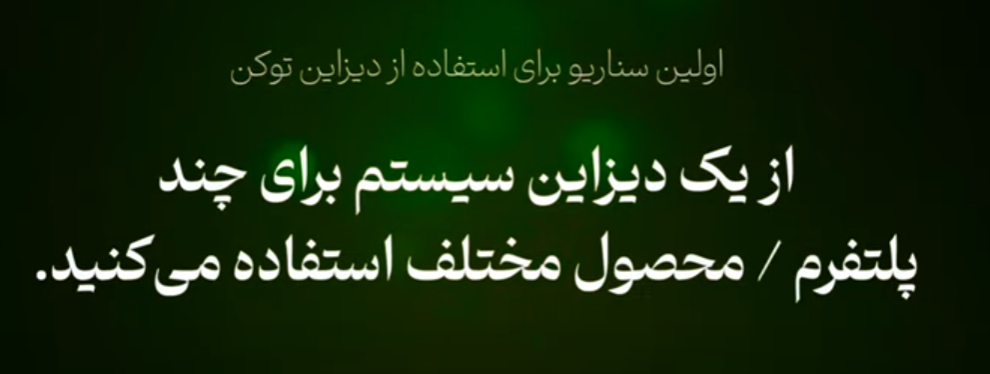 اولین سناریو برای استفاده از دیزاین توکن
از یک دیزاین سیستم برای چند
پلتفرم / محصول مختلف استفاده می‌کنید.